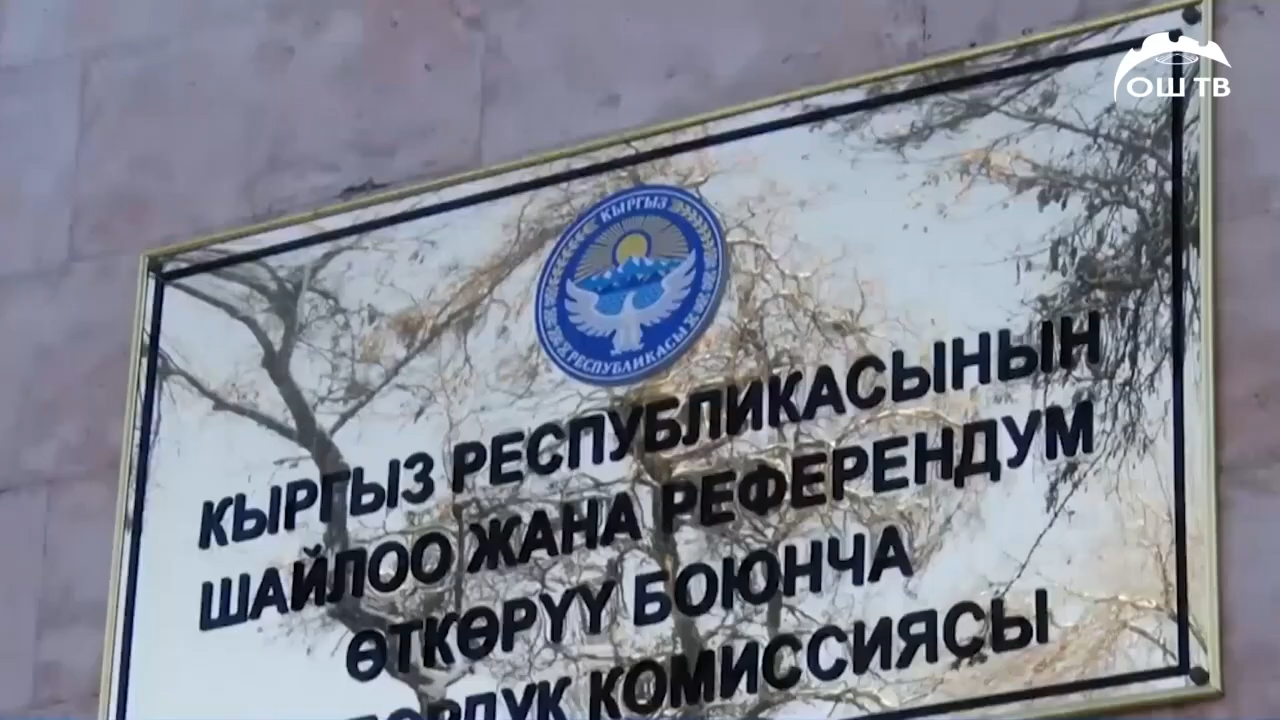 ОШ ТВ
КЫРГЫЗ
РЕСПУБЛИКАСЫ
КЫРГЫЗ РЕСПУБЛИКАСЫНЫН
ШАЙЛОО ЖАНА РЕФЕРЕНДУМ
ӨТКӨРҮҮ БОЮНЧА
КОМИССИЯСЫ